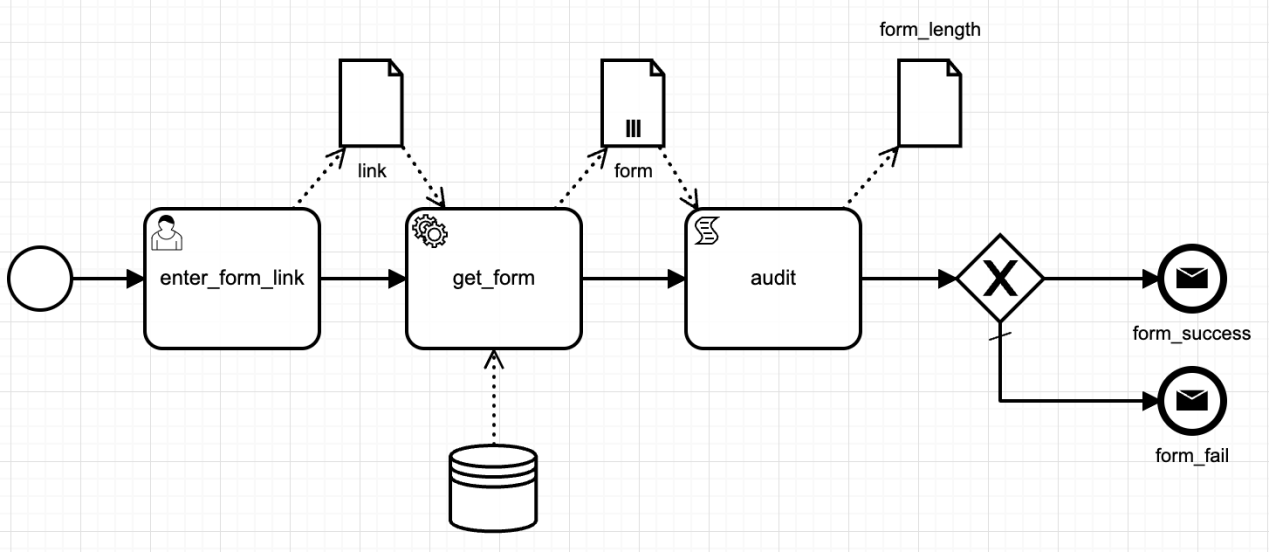 form_length
link
form
enter_form_link
get_form
audit
form_success
form_fail